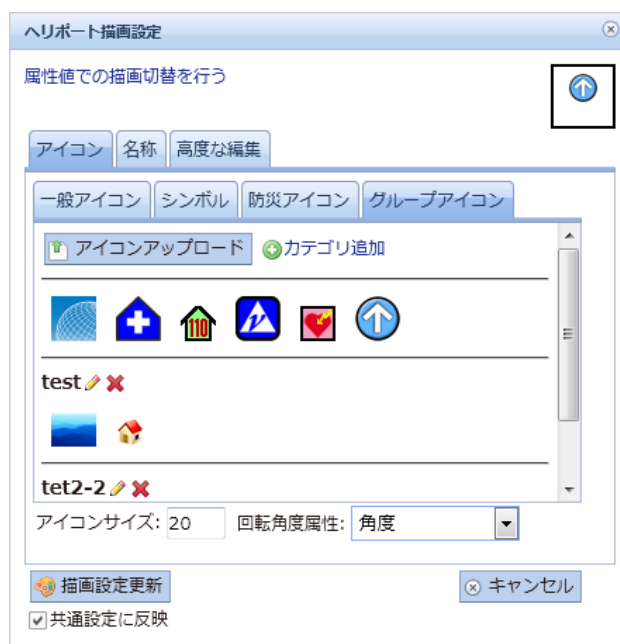 ヘリポート描画設定
属性値での描画切替を行う
アイコン 名称 高度な編集
一般アイコン シンボル 防災アイコン グループアイコン
アイコンアップロード カテゴリ追加
110
test
tet2-2
アイコンサイズ: 20 回転角度属性: 角度
描画設定更新 キャンセル
共通設定に反映